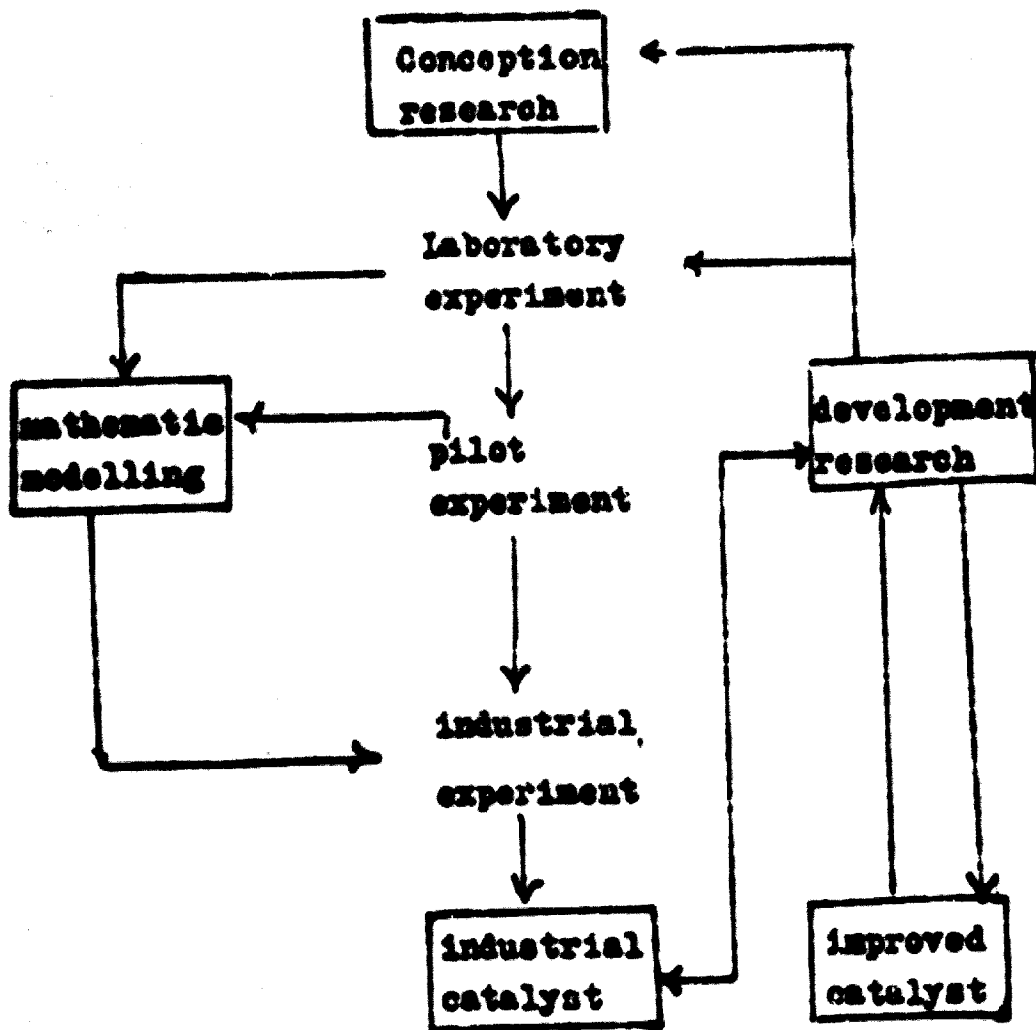 Conception
research
Laboratory
experiment
mathematic
modelling
pilot
experiment
development
research
industrial
experiment
industrial
catalyst
improved
catalyst